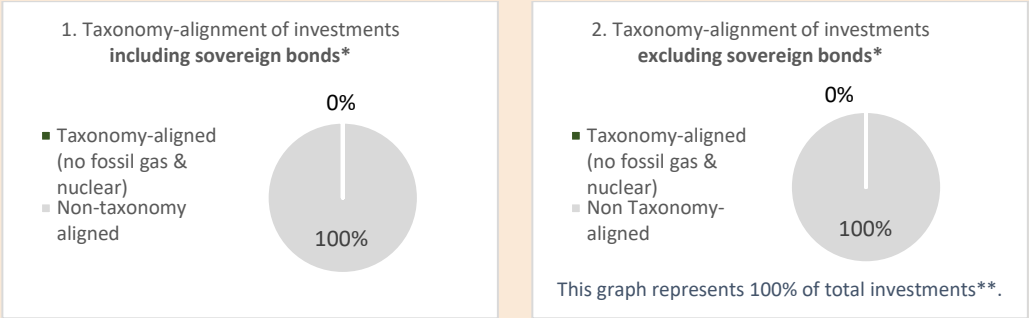 1. Taxonomy-alignment of investments
including sovereign bonds*
0%
Taxonomy-aligned
(no fossil gas &
nuclear)
Non-taxonomy
aligned
100%
2. Taxonomy-alignment of investments
excluding sovereign bonds*
0%
Taxonomy-aligned
(no fossil gas &
nuclear)
Non Taxonomy-
aligned
100%
This graph represents 100% of total investments**.